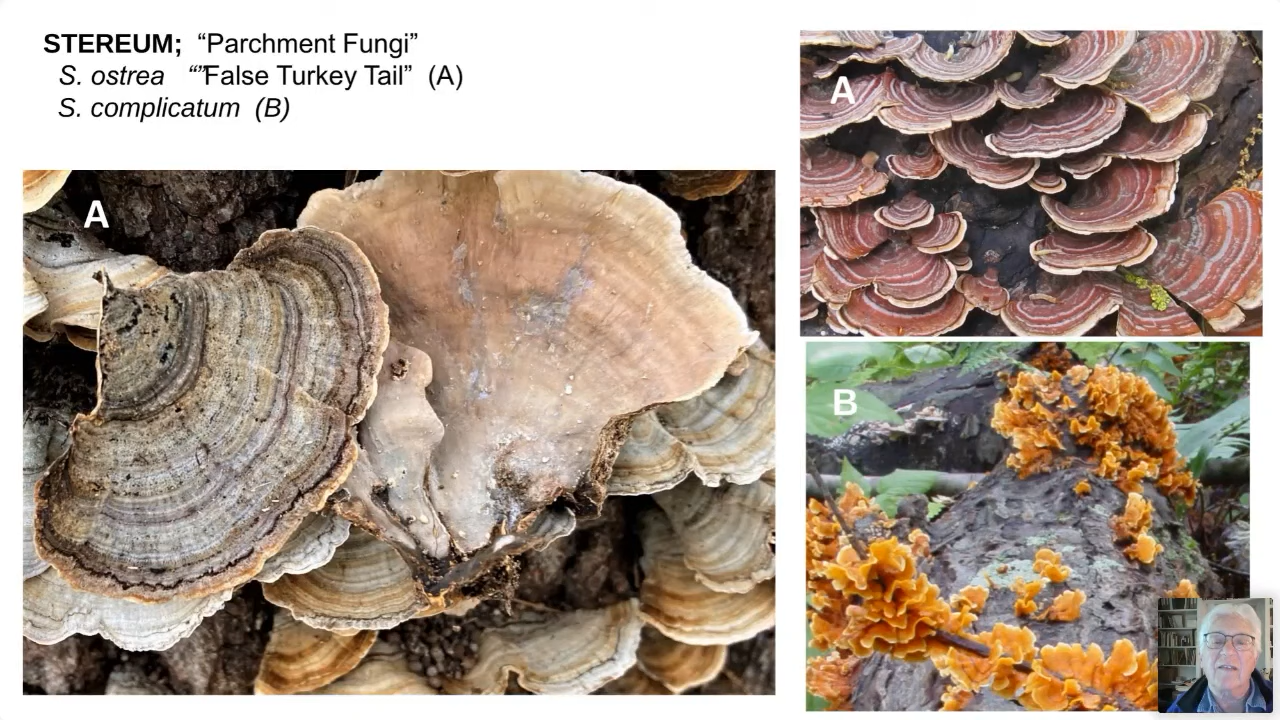 STEREUM; “Parchment Fungi”
S. ostrea “”False Turkey Tail” (A)
S. complicatum (B)
A
A
B